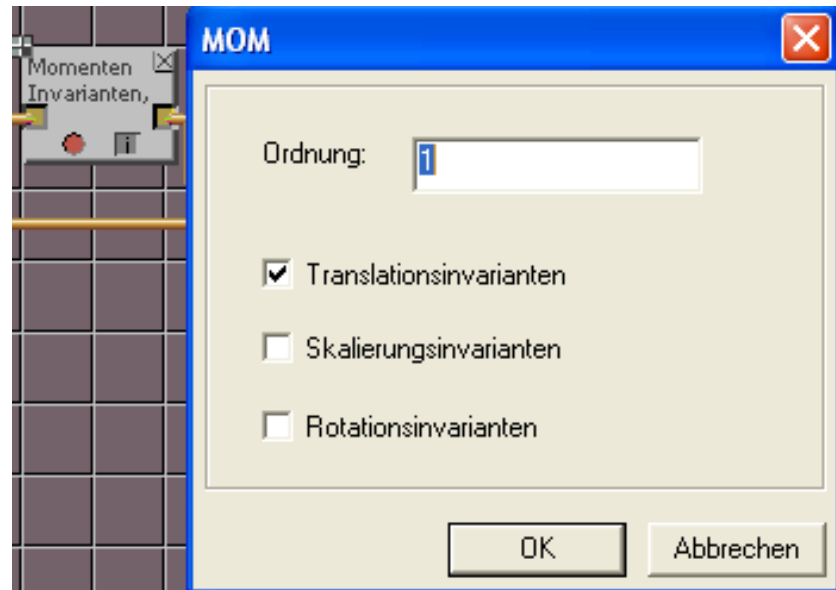 Momenten
Invarianten,
i
MOM
Ordnung:
1
Translationsinvarianten
Skalierungsinvarianten
Rotationsinvarianten
OK
Abbrechen